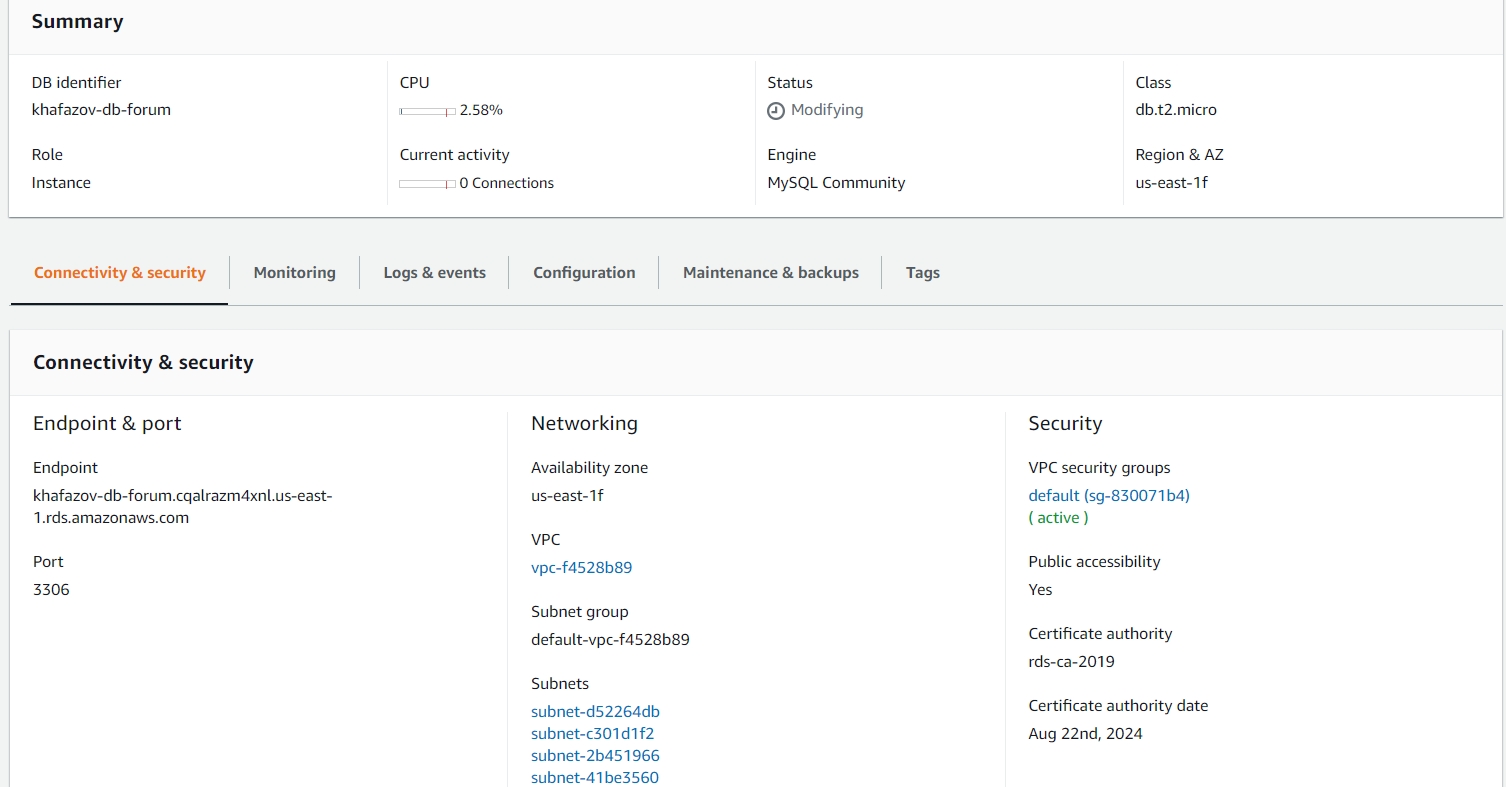 Summary
DB identifier
khafazov-db-forum
CPU
2.58%
Status
Modifying
Class
db.t2.micro
Role
Instance
Current activity
0 Connections
Engine
MySQL Community
Region & AZ
us-east-1f
Connectivity & security
Monitoring
Logs & events
Configuration
Maintenance & backups
Tags
Connectivity & security
Endpoint & port
Endpoint
khafazov-db-forum.cqalrazm4xnl.us-east-
1.rds.amazonaws.com
Port
3306
Networking
Availability zone
us-east-1f
VPC
vpc-f4528b89
Subnet group
default-vpc-f4528b89
Subnets
subnet-d52264db
subnet-c301d1f2
subnet-2b451966
subnet-41be3560
Security
VPC security groups
default (sg-830071b4)
( active )
Public accessibility
Yes
Certificate authority
rds-ca-2019
Certificate authority date
Aug 22nd, 2024